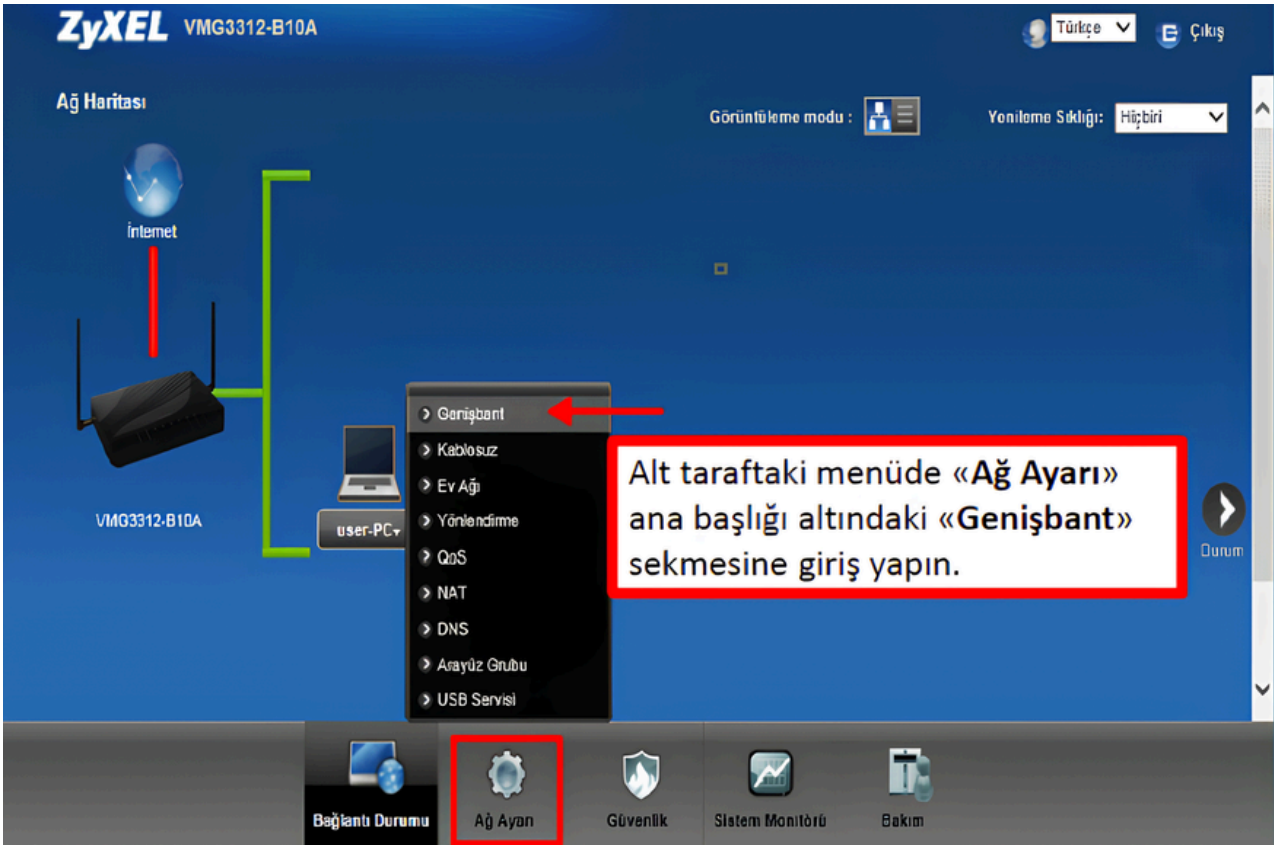 ZyXEL VMG3312-B10A
Türkçe
Çıkış
Ağ Haritası
Görüntüleme modu :
Yenileme Sıklığı: Hiçbiri
İnternet
VMG3312-B10A
user-PC
Genişbant
Kablosuz
Ev Ağı
Yönlendirme
QoS
NAT
DNS
Arayüz Grubu
USB Servisi
Alt taraftaki menüde «Ağ Ayarı»
ana başlığı altındaki «Genişbant»
sekmesine giriş yapın.
Durum
Bağlantı Durumu
Ağ Ayarı
Güvenlik
Sistem Monitörü
Bakım